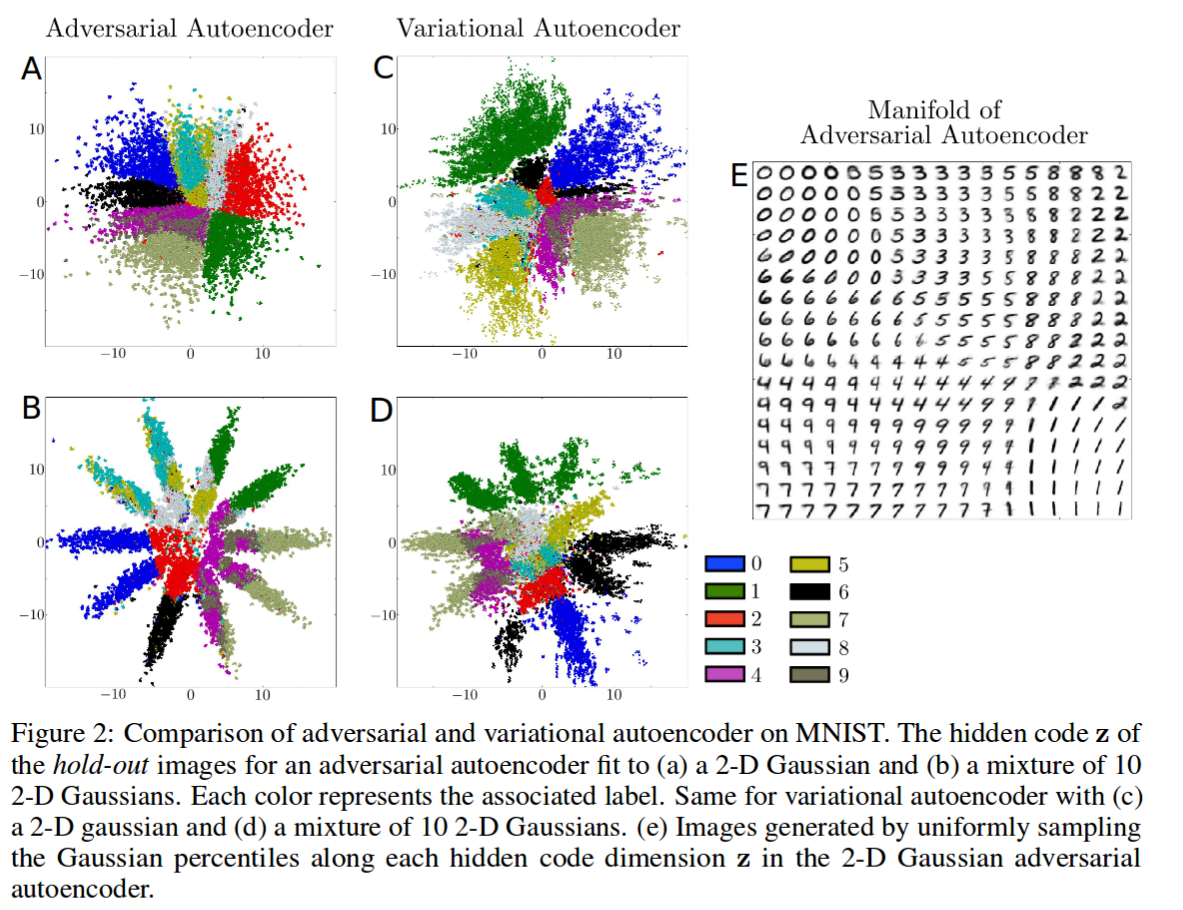 Adversarial Autoencoder
Variational Autoencoder
A
10
0
−10
−10 0 10
C
10
0
−10
−10 0 10
Manifold of
Adversarial Autoencoder
E
B
10
0
−10
−10 0 10
D
10
0
−10
−10 0 10
0 5
1 6
2 7
3 8
4 9
Figure 2: Comparison of adversarial and variational autoencoder on MNIST. The hidden code z of
the hold-out images for an adversarial autoencoder fit to (a) a 2-D Gaussian and (b) a mixture of 10
2-D Gaussians. Each color represents the associated label. Same for variational autoencoder with (c)
a 2-D gaussian and (d) a mixture of 10 2-D Gaussians. (e) Images generated by uniformly sampling
the Gaussian percentiles along each hidden code dimension z in the 2-D Gaussian adversarial
autoencoder.